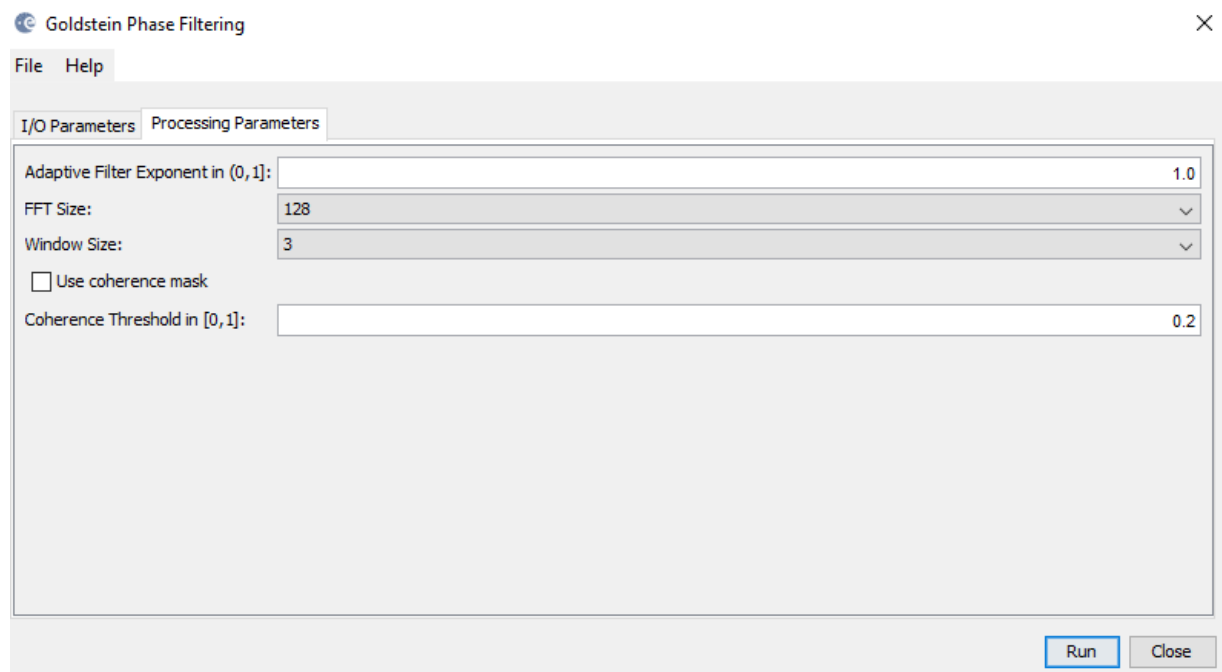 Goldstein Phase Filtering
File Help
I/O Parameters Processing Parameters
Adaptive Filter Exponent in (0,1]: 1.0
FFT Size: 128
Window Size: 3
Use coherence mask
Coherence Threshold in [0,1]: 0.2
Run Close